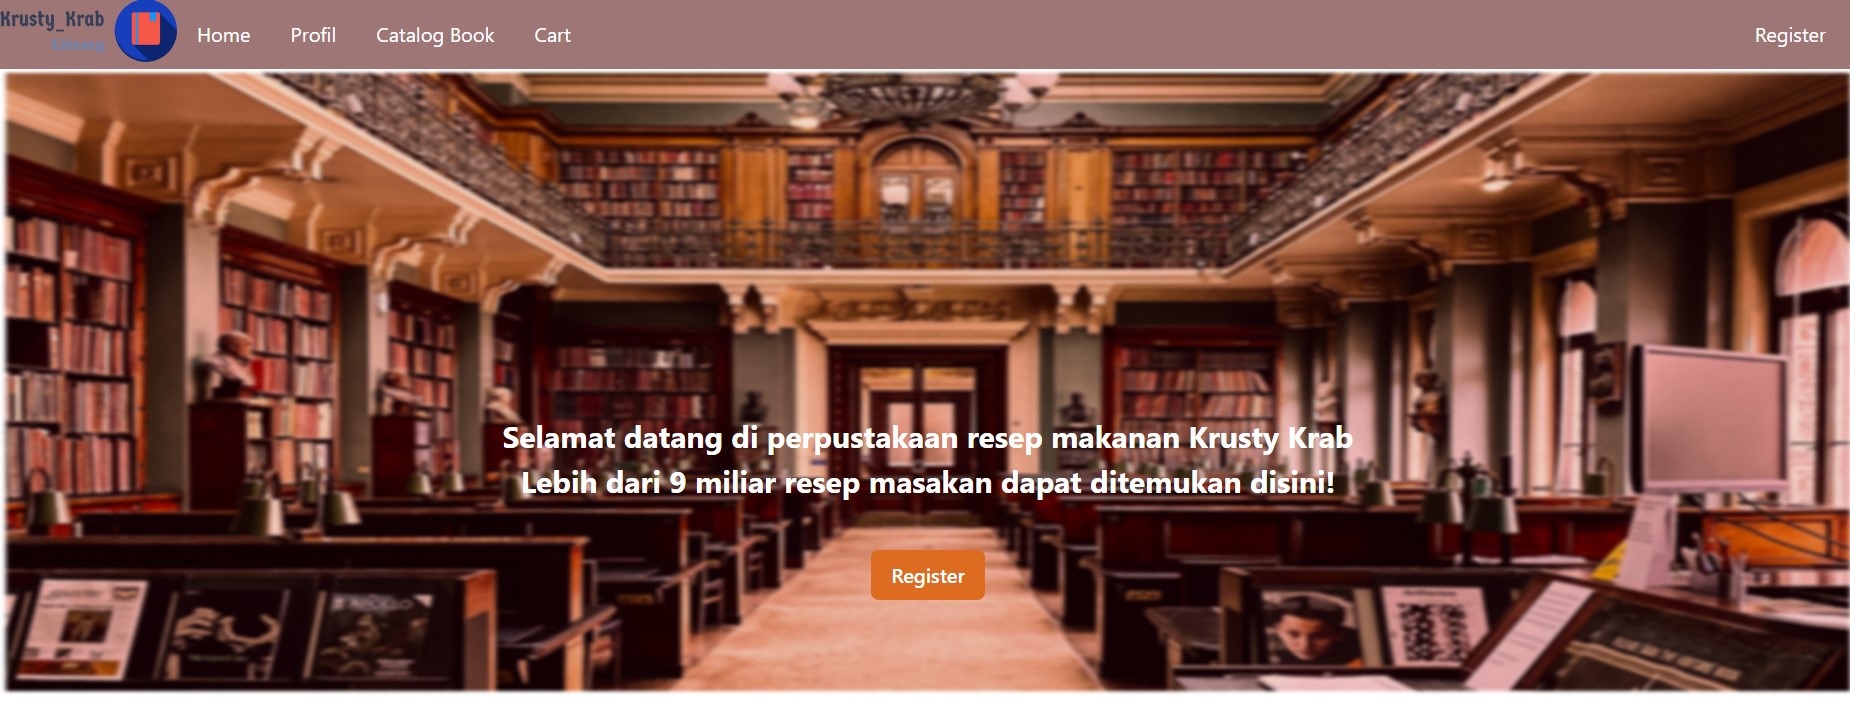 Krusty_Krab
Library
Home
Profil
Catalog Book
Cart
Register
Selamat datang di perpustakaan resep makanan Krusty Krab
Lebih dari 9 miliar resep masakan dapat ditemukan disini!
Register